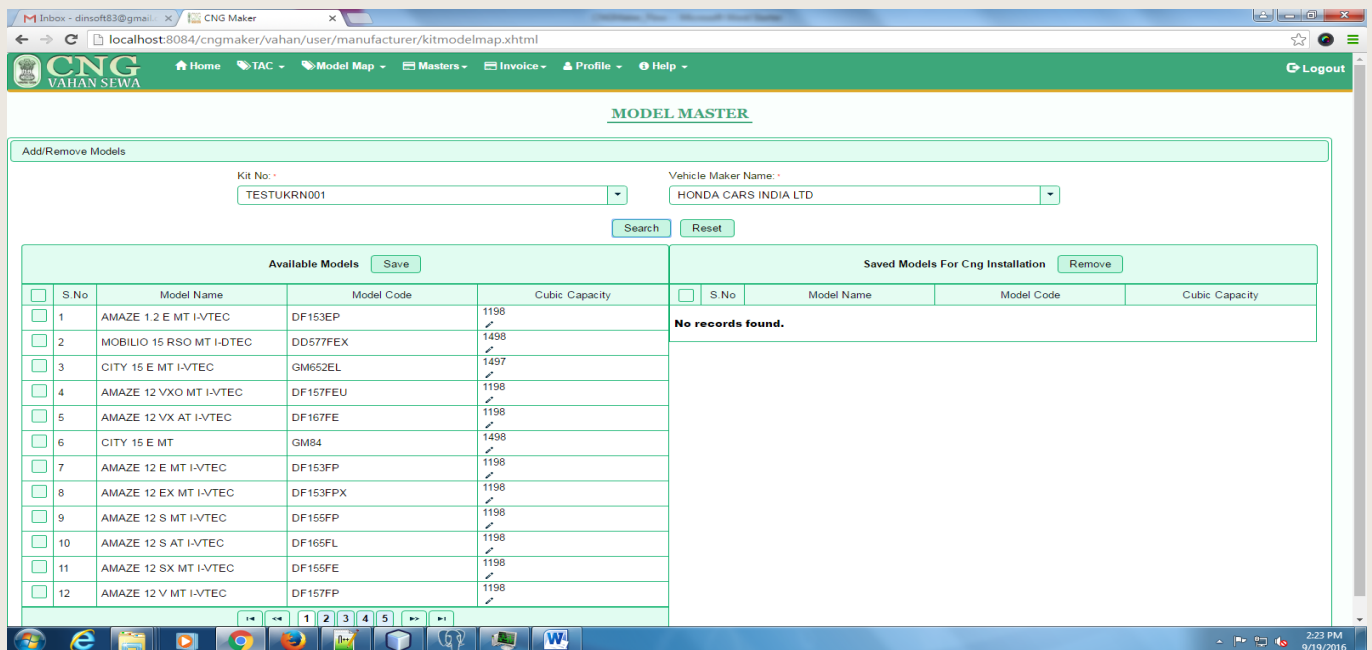 Inbox - dinsoft83@gmail. × CNG Maker ×
localhost:8084/cngmaker/vahan/user/manufacturer/kitmodelmap.xhtml
CNG
VAHAN SEWA
Home TAC Model Map Masters Invoice Profile Help Logout
MODEL MASTER
Add/Remove Models
Kit No: * Vehicle Maker Name: *
TESTUKRN001 HONDA CARS INDIA LTD
Search Reset
Available Models Save Saved Models For Cng Installation Remove
S.No Model Name Model Code Cubic Capacity S.No Model Name Model Code Cubic Capacity
1 AMAZE 1.2 E MT I-VTEC DF153EP 1198
No records found.
2 MOBILIO 15 RSO MT I-DTEC DD577FEX 1498
3 CITY 15 E MT I-VTEC GM652EL 1497
4 AMAZE 12 VXO MT I-VTEC DF157FEU 1198
5 AMAZE 12 VX AT I-VTEC DF167FE 1198
6 CITY 15 E MT GM84 1498
7 AMAZE 12 E MT I-VTEC DF153FP 1198
8 AMAZE 12 EX MT I-VTEC DF153FPX 1198
9 AMAZE 12 S MT I-VTEC DF155FP 1198
10 AMAZE 12 S AT I-VTEC DF165FL 1198
11 AMAZE 12 SX MT I-VTEC DF155FE 1198
12 AMAZE 12 V MT I-VTEC DF157FP 1198
1 2 3 4 5
2:23 PM
9/19/2016